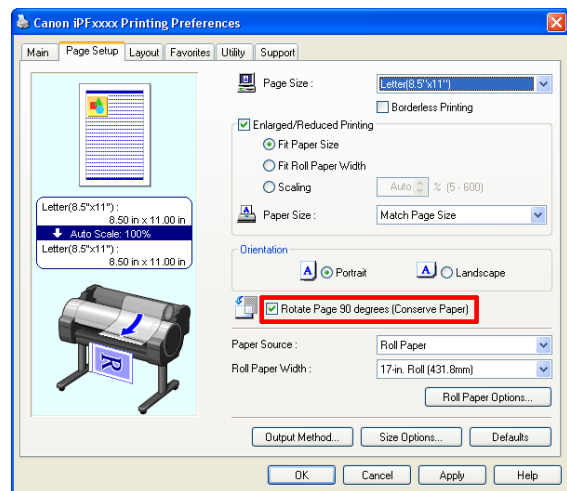 Canon iPFxxxx Printing Preferences
Main Page Setup Layout Favorites Utility Support
Page Size : Letter(8.5"x11")
Borderless Printing
Enlarged/Reduced Printing
Fit Paper Size
Fit Roll Paper Width
Scaling Auto % (5 - 600)
Letter(8.5"x11") :
8.50 in x 11.00 in
Auto Scale: 100%
Letter(8.5"x11") :
8.50 in x 11.00 in
Paper Size : Match Page Size
Orientation
A Portrait A Landscape
Rotate Page 90 degrees (Conserve Paper)
R
Paper Source : Roll Paper
Roll Paper Width : 17-in. Roll (431.8mm)
Roll Paper Options...
Output Method... Size Options... Defaults
OK Cancel Apply Help